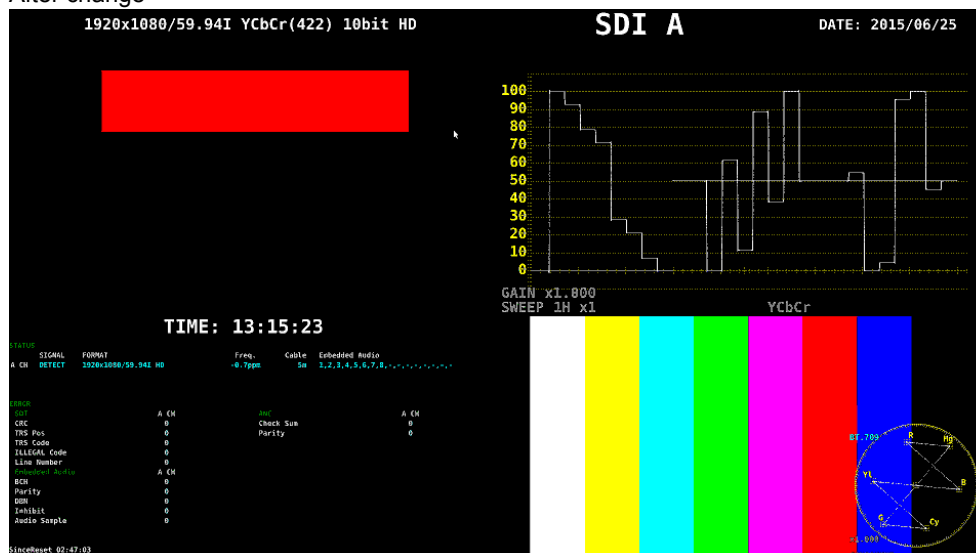 After change
1920x1080/59.94I YCbCr(422) 10bit HD
SDI A
DATE: 2015/06/25
100
90
80
70
60
50
40
30
20
10
0
GAIN x1.000
SWEEP 1H x1
YCbCr
TIME: 13:15:23
STATUS
SIGNAL FORMAT Freq. Cable Embedded Audio
A CH DETECT 1920x1080/59.94I HD -0.7ppm 5m 1,2,3,4,5,6,7,8,-,-,-,-,-,-,-,-
ERROR
SDI A CH
CRC 0
TRS Pos 0
TRS Code 0
ILLEGAL Code 0
Line Number 0
Embedded Audio A CH
BCH 0
Parity 0
DBN 0
Inhibit 0
Audio Sample 0
ANC A CH
Check Sum 0
Parity 0
SinceReset 02:47:03
BT.709
R
Mg
Yl
B
G
Cy
x1.000